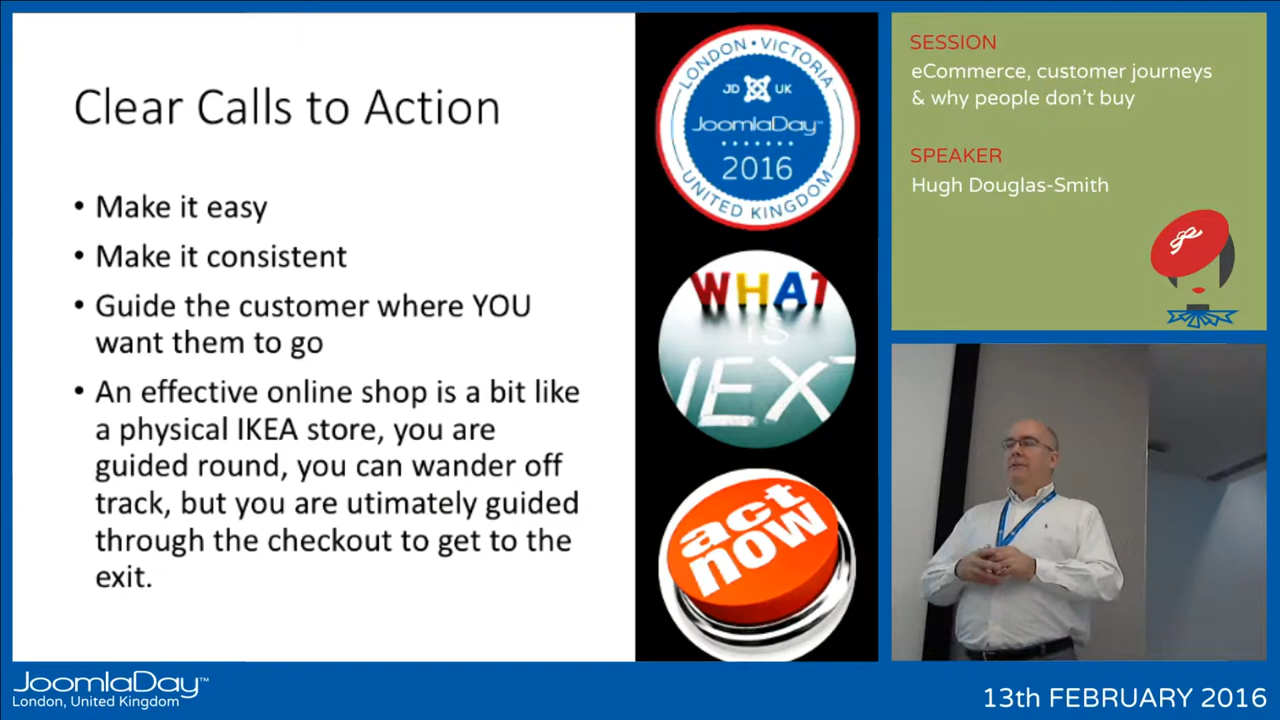 Clear Calls to Action
• Make it easy
• Make it consistent
• Guide the customer where YOU
want them to go
• An effective online shop is a bit like
a physical IKEA store, you are
guided round, you can wander off
track, but you are utimately guided
through the checkout to get to the
exit.
LONDON • VICTORIA
JD UK
JoomlaDay™
2016
UNITED KINGDOM
WHAT
IS
NEXT
act
now
SESSION
eCommerce, customer journeys
& why people don't buy
SPEAKER
Hugh Douglas-Smith
JoomlaDay™
London, United Kingdom
13th FEBRUARY 2016